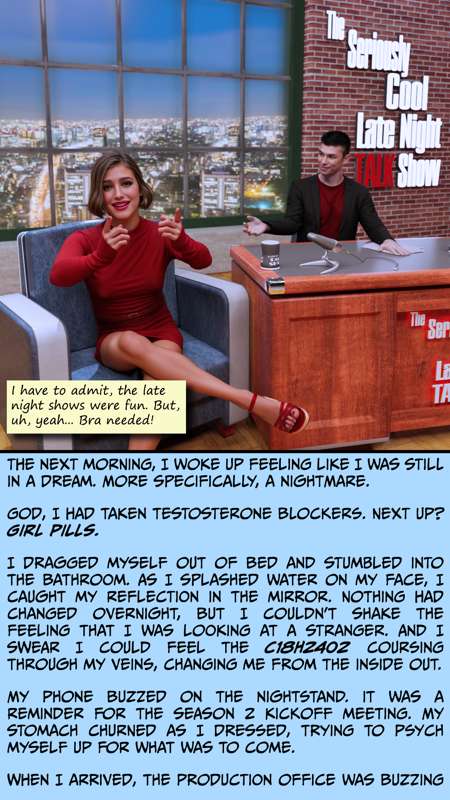 The
Seriously
Cool
Late Night
TALK Show
The
Ser
La
TA
I have to admit, the late
night shows were fun. But,
uh, yeah... Bra needed!
THE NEXT MORNING, I WOKE UP FEELING LIKE I WAS STILL
IN A DREAM. MORE SPECIFICALLY, A NIGHTMARE.
GOD, I HAD TAKEN TESTOSTERONE BLOCKERS. NEXT UP?
GIRL PILLS.
I DRAGGED MYSELF OUT OF BED AND STUMBLED INTO
THE BATHROOM. AS I SPLASHED WATER ON MY FACE, I
CAUGHT MY REFLECTION IN THE MIRROR. NOTHING HAD
CHANGED OVERNIGHT, BUT I COULDN'T SHAKE THE
FEELING THAT I WAS LOOKING AT A STRANGER. AND I
SWEAR I COULD FEEL THE C18H24O2 COURSING
THROUGH MY VEINS, CHANGING ME FROM THE INSIDE OUT.
MY PHONE BUZZED ON THE NIGHTSTAND. IT WAS A
REMINDER FOR THE SEASON 2 KICKOFF MEETING. MY
STOMACH CHURNED AS I DRESSED, TRYING TO PSYCH
MYSELF UP FOR WHAT WAS TO COME.
WHEN I ARRIVED, THE PRODUCTION OFFICE WAS BUZZING